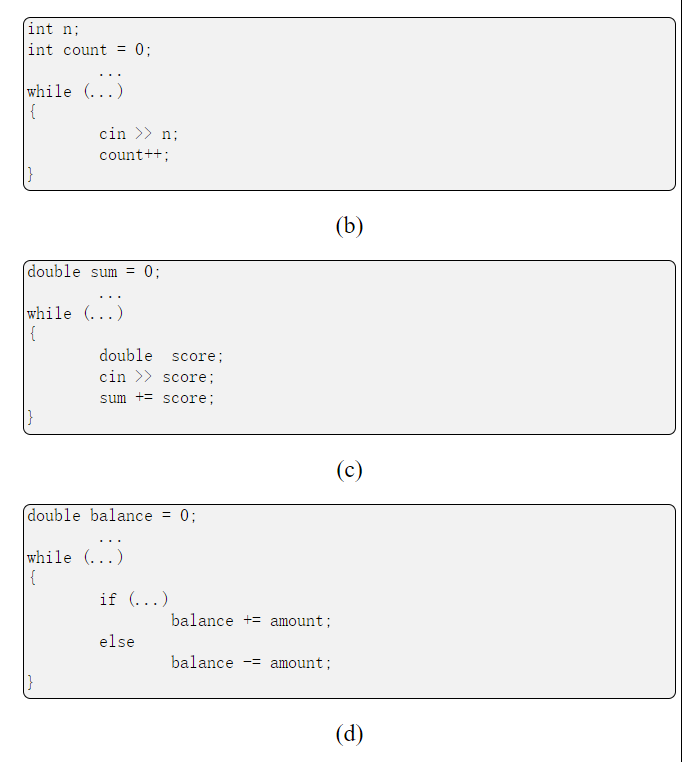 int n;
int count = 0;
...
while (...)
{
cin >> n;
count++;
}
(b)
double sum = 0;
...
while (...)
{
double score;
cin >> score;
sum += score;
}
(c)
double balance = 0;
...
while (...)
{
if (...)
balance += amount;
else
balance -= amount;
}
(d)